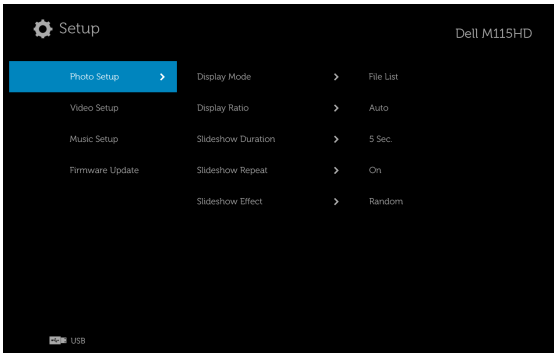 Setup
Dell M115HD
Photo Setup > Display Mode > File List
Video Setup Display Ratio > Auto
Music Setup Slideshow Duration > 5 Sec.
Firmware Update Slideshow Repeat > On
Slideshow Effect > Random
USB